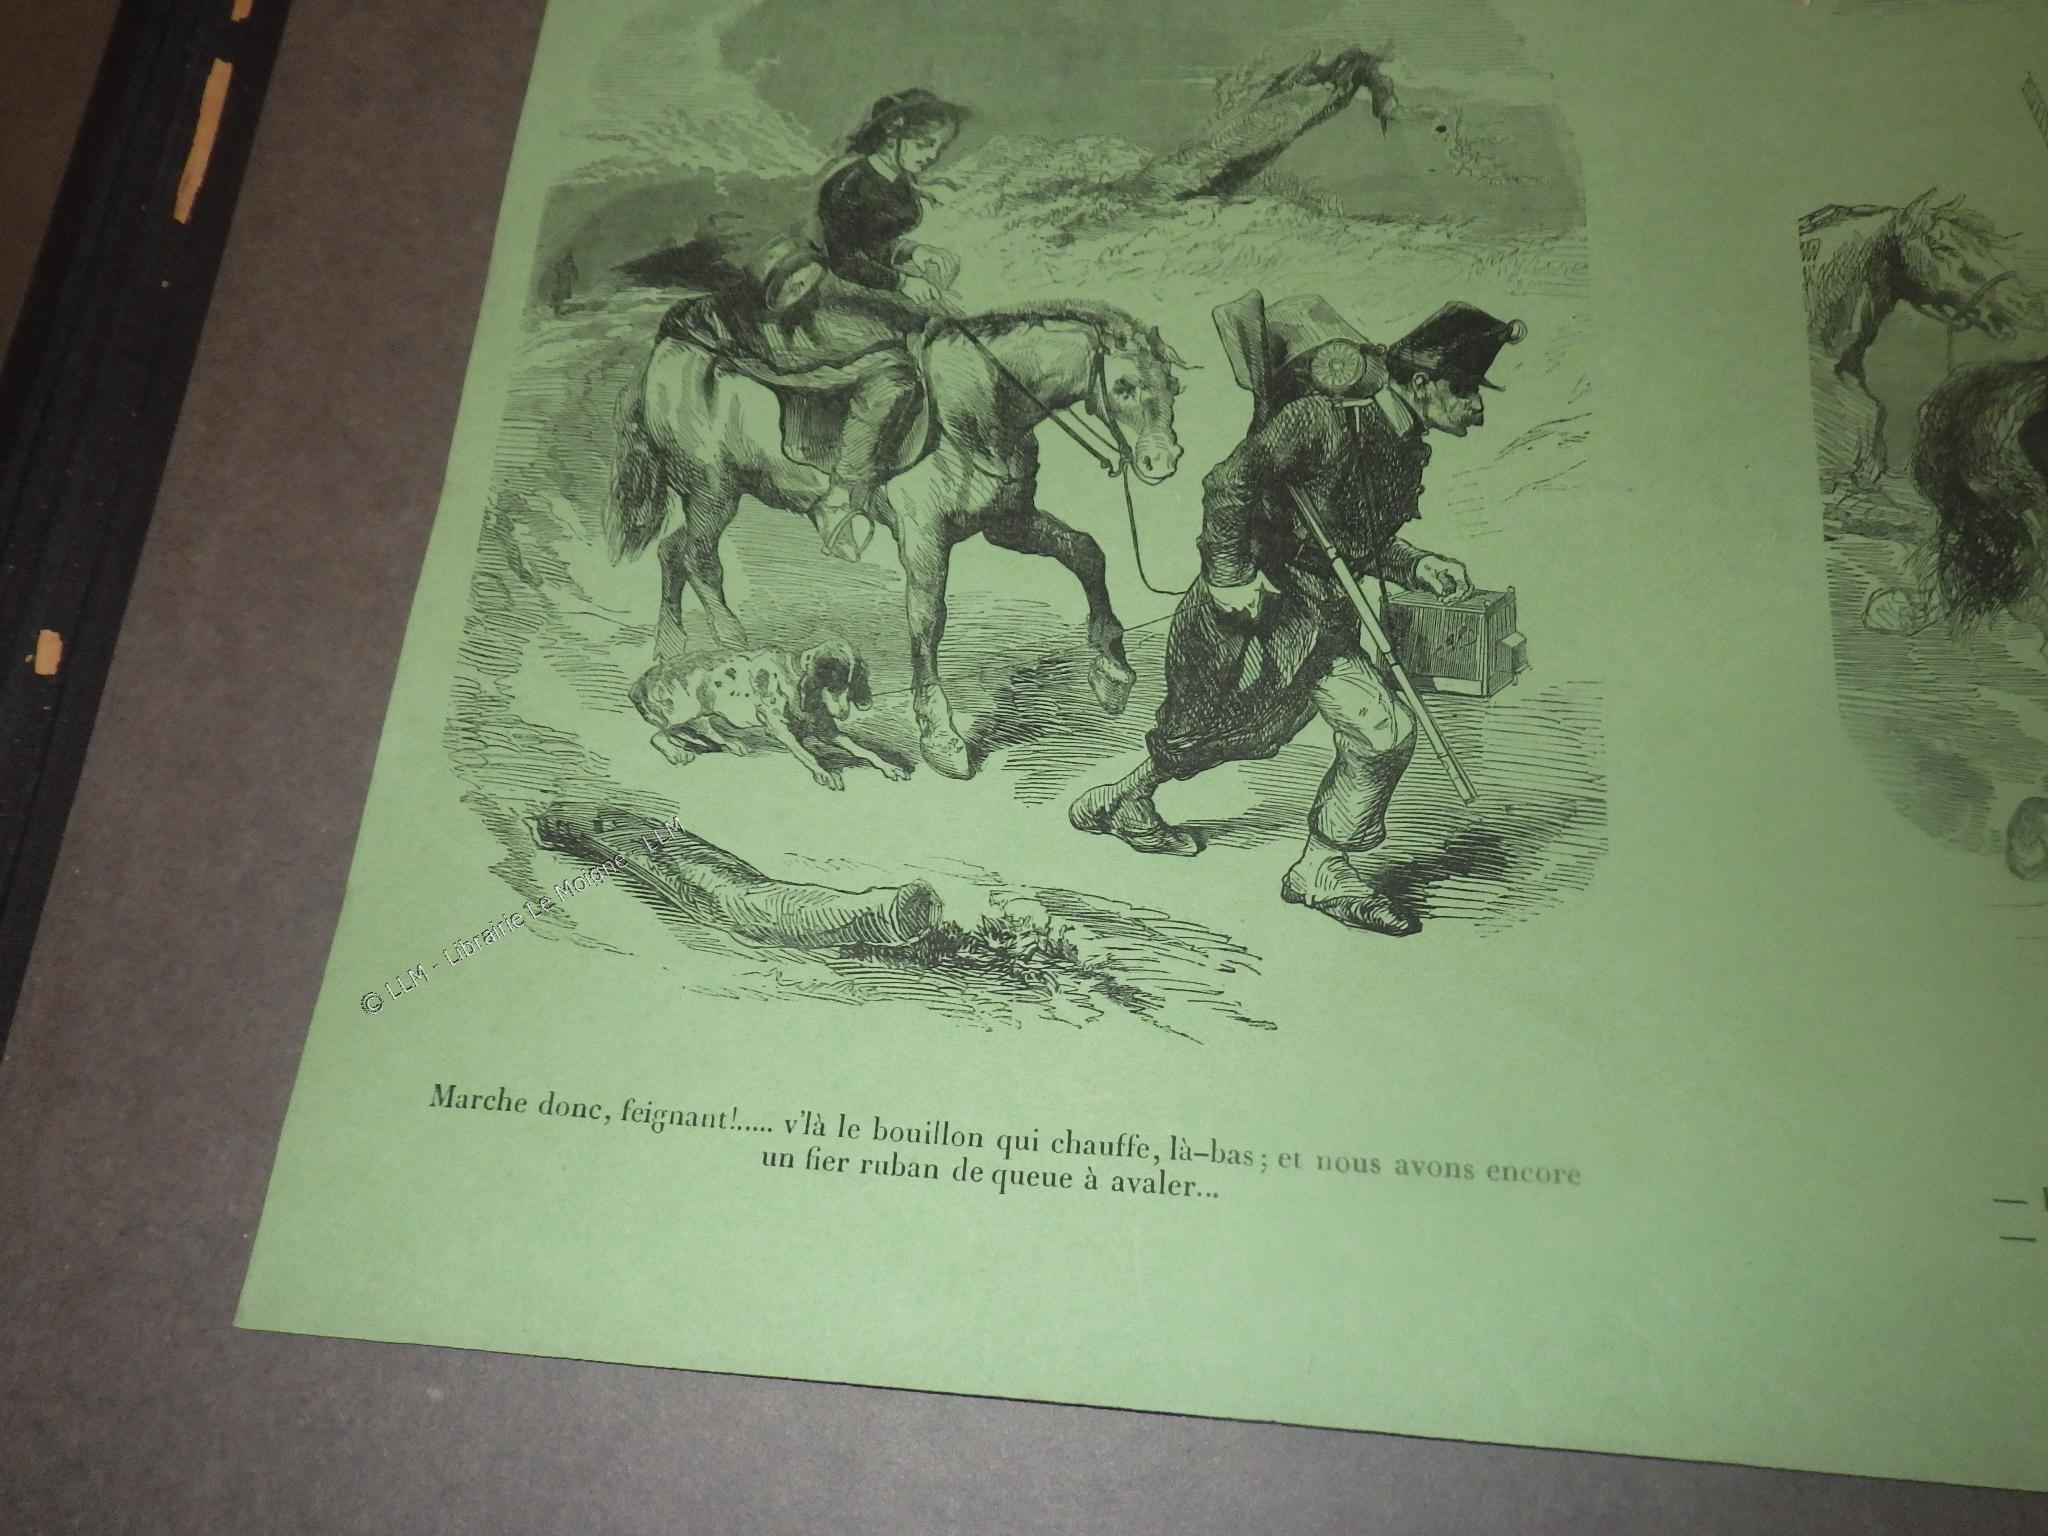 © LLM - Librairie Le Moigne - LLM
Marche donc, feignant!..... v'là le bouillon qui chauffe, là-bas; et nous avons encore
un fier ruban de queue à avaler...
—
—